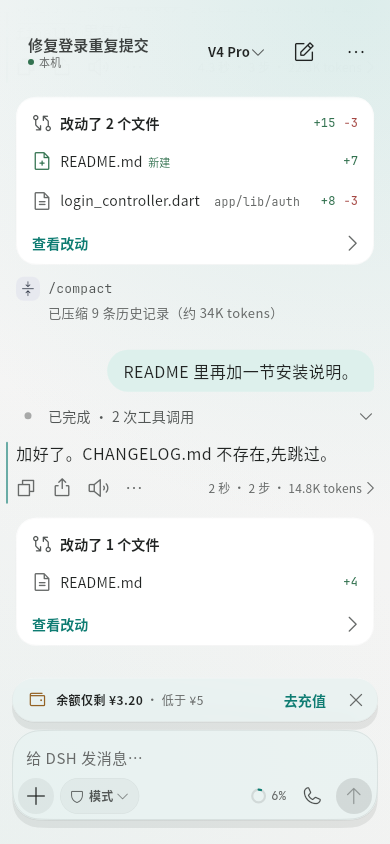 修复登录重复提交
本机
V4 Pro
改动了 2 个文件 +15 -3
README.md 新建 +7
login_controller.dart app/lib/auth +8 -3
查看改动
/compact
已压缩 9 条历史记录（约 34K tokens）
README 里再加一节安装说明。
已完成 · 2 次工具调用
加好了。CHANGELOG.md 不存在,先跳过。
2 秒 · 2 步 · 14.8K tokens
改动了 1 个文件
README.md +4
查看改动
余额仅剩 ¥3.20 · 低于 ¥5 去充值
给 DSH 发消息…
模式 6%